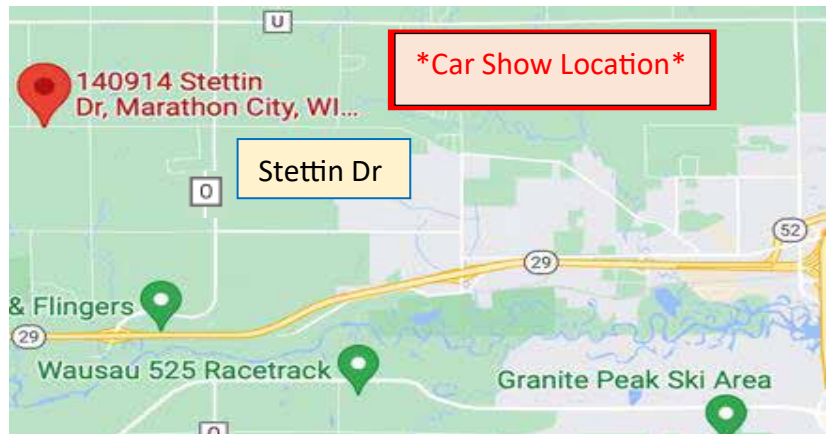 U
*Car Show Location*
140914 Stettin
Dr, Marathon City, WI...
Stettin Dr
O
52
29
& Flingers
29
Wausau 525 Racetrack
Granite Peak Ski Area
O